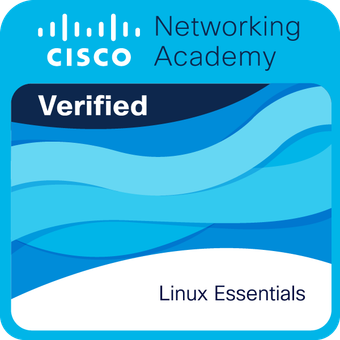 CISCO
Networking
Academy
Verified
Linux Essentials